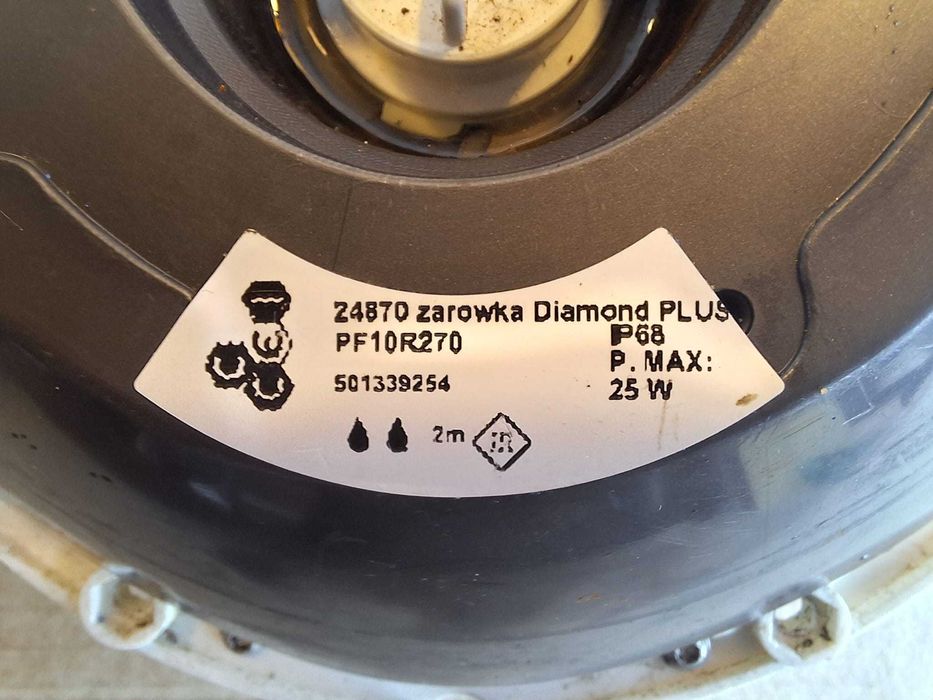 24870 zarowka Diamond PLUS
PF10R270
IP68
P. MAX:
501339254
25 W
2m